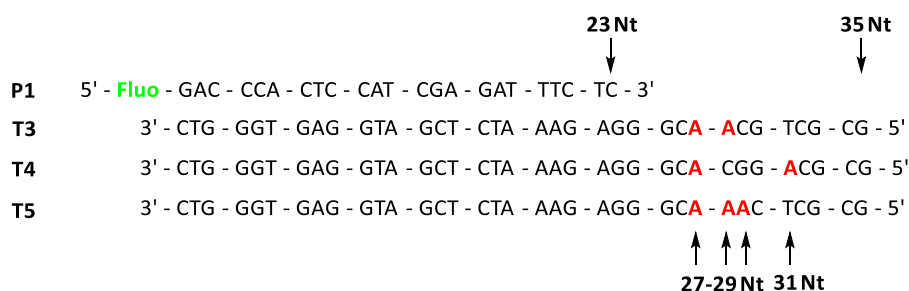 23 Nt 35 Nt
P1 5' - Fluo - GAC - CCA - CTC - CAT - CGA - GAT - TTC - TC - 3'
T3 3' - CTG - GGT - GAG - GTA - GCT - CTA - AAG - AGG - GCA - ACG - TCG - CG - 5'
T4 3' - CTG - GGT - GAG - GTA - GCT - CTA - AAG - AGG - GCA - CGG - ACG - CG - 5'
T5 3' - CTG - GGT - GAG - GTA - GCT - CTA - AAG - AGG - GCA - AAC - TCG - CG - 5'
27-29 Nt 31 Nt